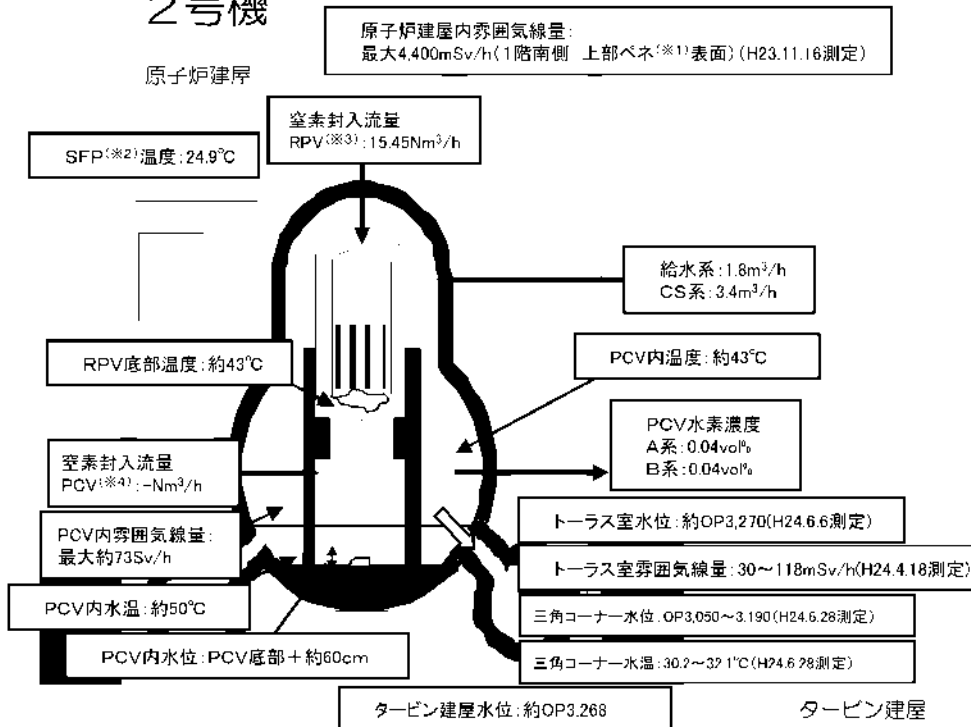 2号機
原子炉建屋内雰囲気線量:
最大4,400mSv/h(1階南側 上部ペネ(※1)表面)(H23.11.16測定)
原子炉建屋
窒素封入流量
RPV(※3):15.45Nm³/h
SFP(※2)温度:24.9℃
給水系:1.8m³/h
CS系:3.4m³/h
RPV底部温度:約43℃
PCV内温度:約43℃
PCV水素濃度
A系:0.04vol%
B系:0.04vol%
窒素封入流量
PCV(※4):-Nm³/h
トーラス室水位:約OP3,270(H24.6.6測定)
PCV内雰囲気線量:
最大約73Sv/h
トーラス室雰囲気線量:30~118mSv/h(H24.4.18測定)
PCV内水温:約50℃
三角コーナー水位:OP3,050~3,190(H24.6.28測定)
PCV内水位:PCV底部+約60cm
三角コーナー水温:30.2~32.1℃(H24.6.28測定)
タービン建屋水位:約OP3.268
タービン建屋